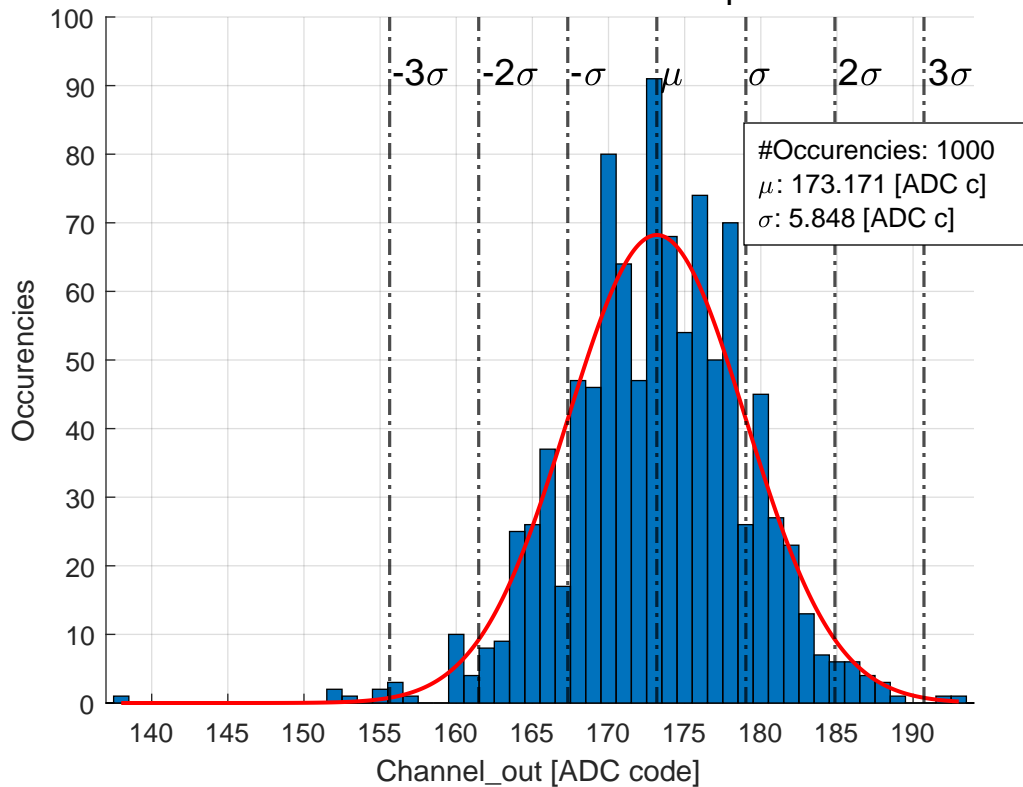 -3σ -2σ -σ μ σ 2σ 3σ
#Occurencies: 1000
μ: 173.171 [ADC c]
σ: 5.848 [ADC c]
Occurencies
100
90
80
70
60
50
40
30
20
10
0
140 145 150 155 160 165 170 175 180 185 190
Channel_out [ADC code]